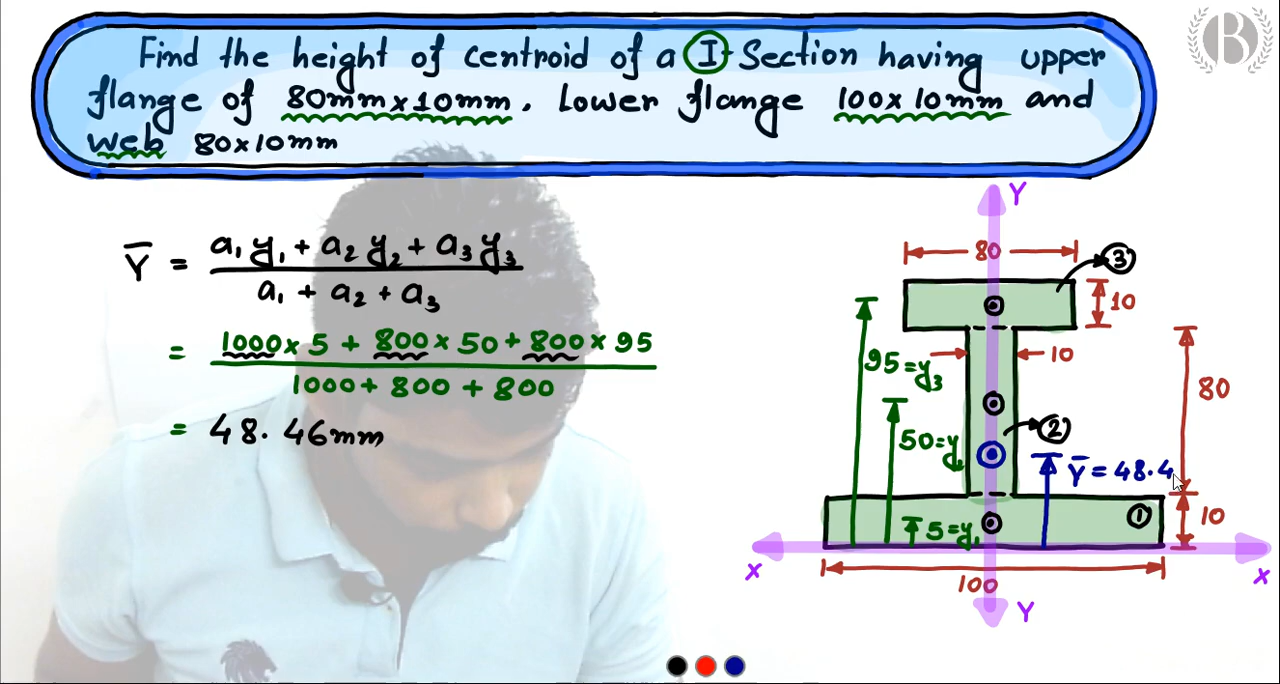 Find the height of centroid of a I-Section having upper
flange of 80mm x 10mm. Lower flange 100 x 10mm and
web 80x10mm
Y̅ = a₁y₁ + a₂y₂ + a₃y₃
a₁ + a₂ + a₃
= 1000 x 5 + 800 x 50 + 800 x 95
1000 + 800 + 800
= 48.46mm
B
Y
80
3
10
95=y₃
10
80
2
50=y₂
Y̅ = 48.4
1
5=y₁
10
x
x
100
Y